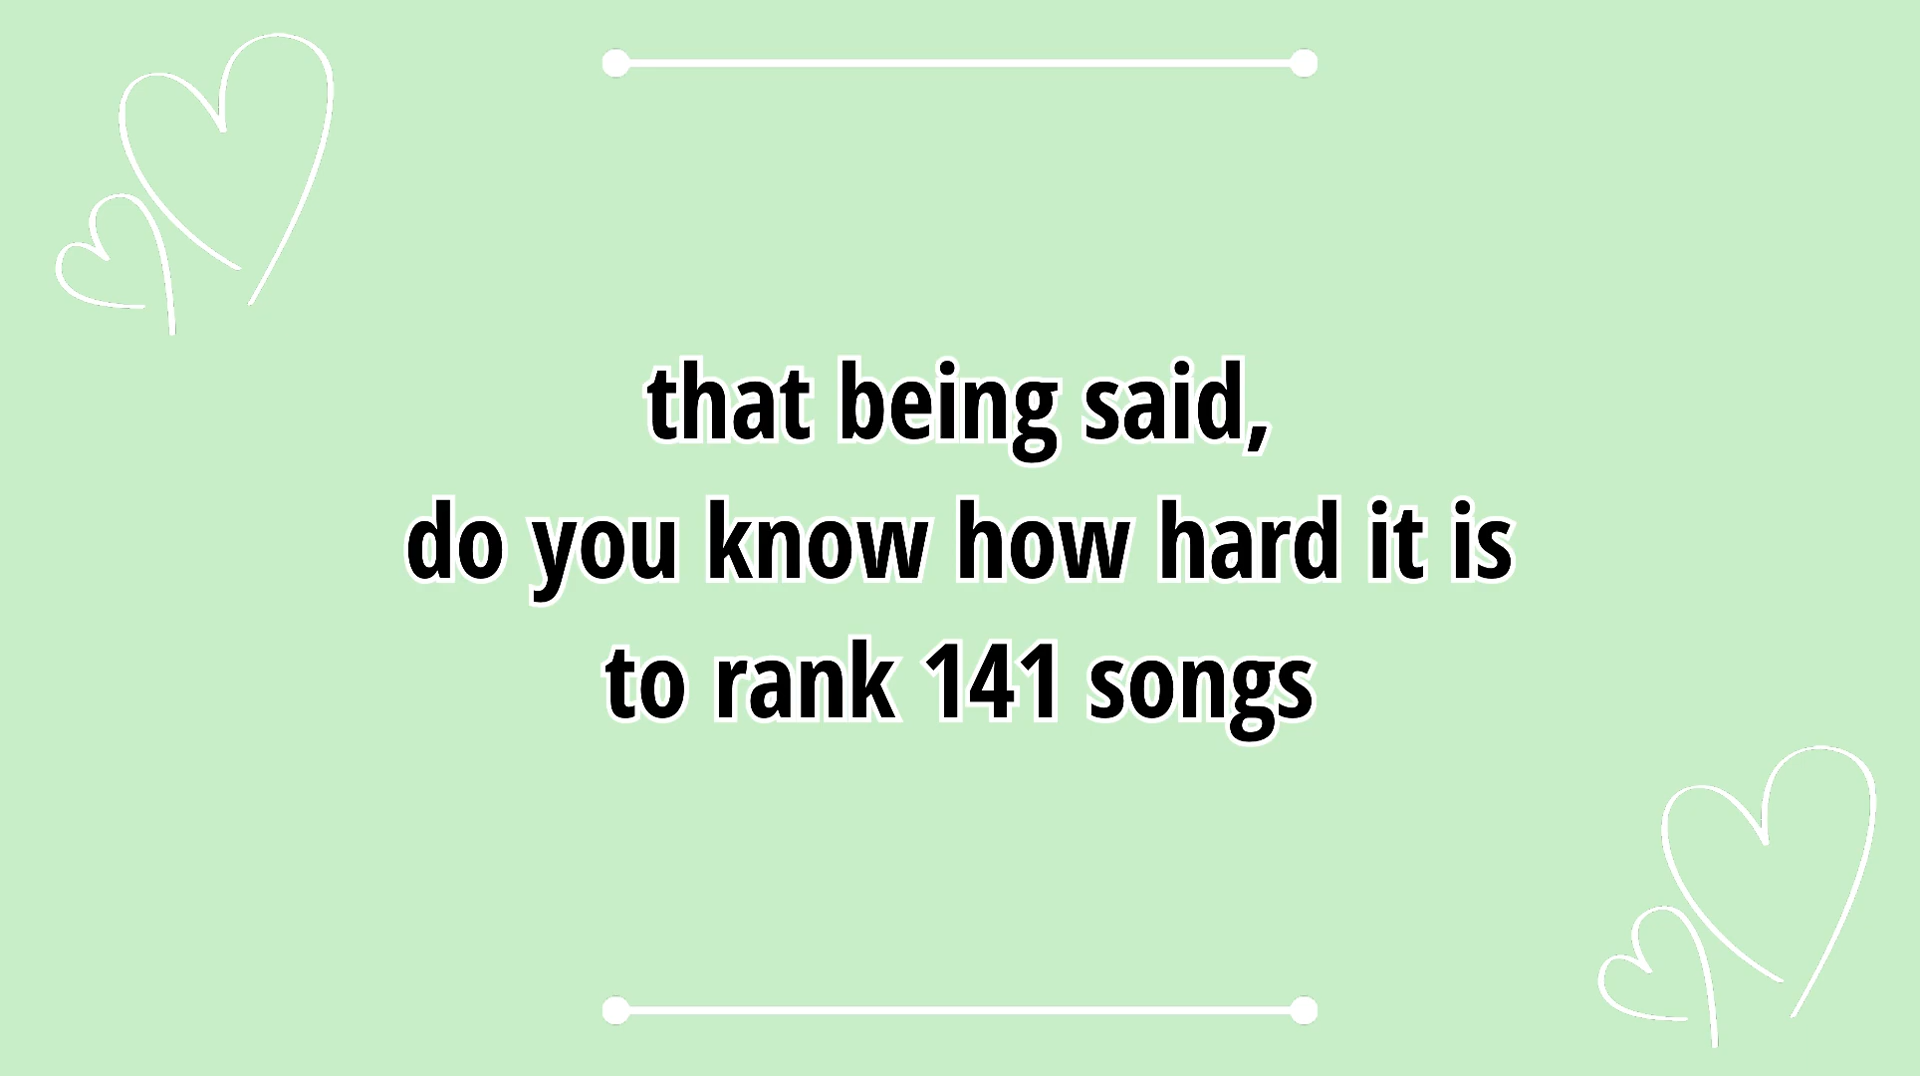 that being said,
do you know how hard it is
to rank 141 songs